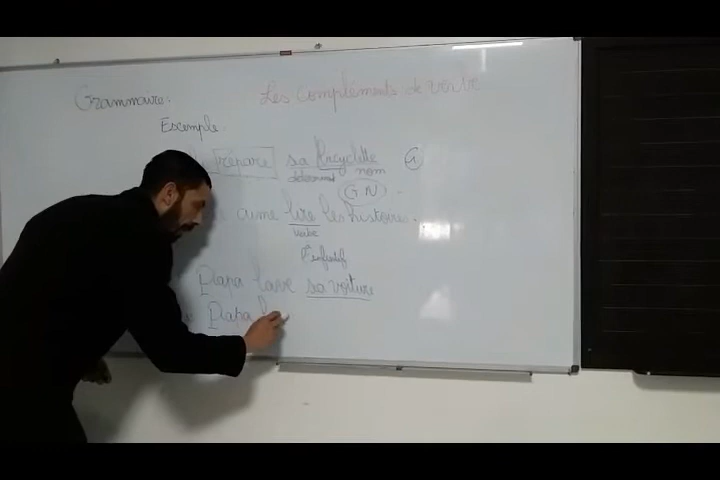 Grammaire. Les compléments de verbe
Exemple.
répare sa bicyclette G
déterminant nom
GN
aime lire les histoires.
verbe
l'infinitif
Papa lave sa voiture
Papa l